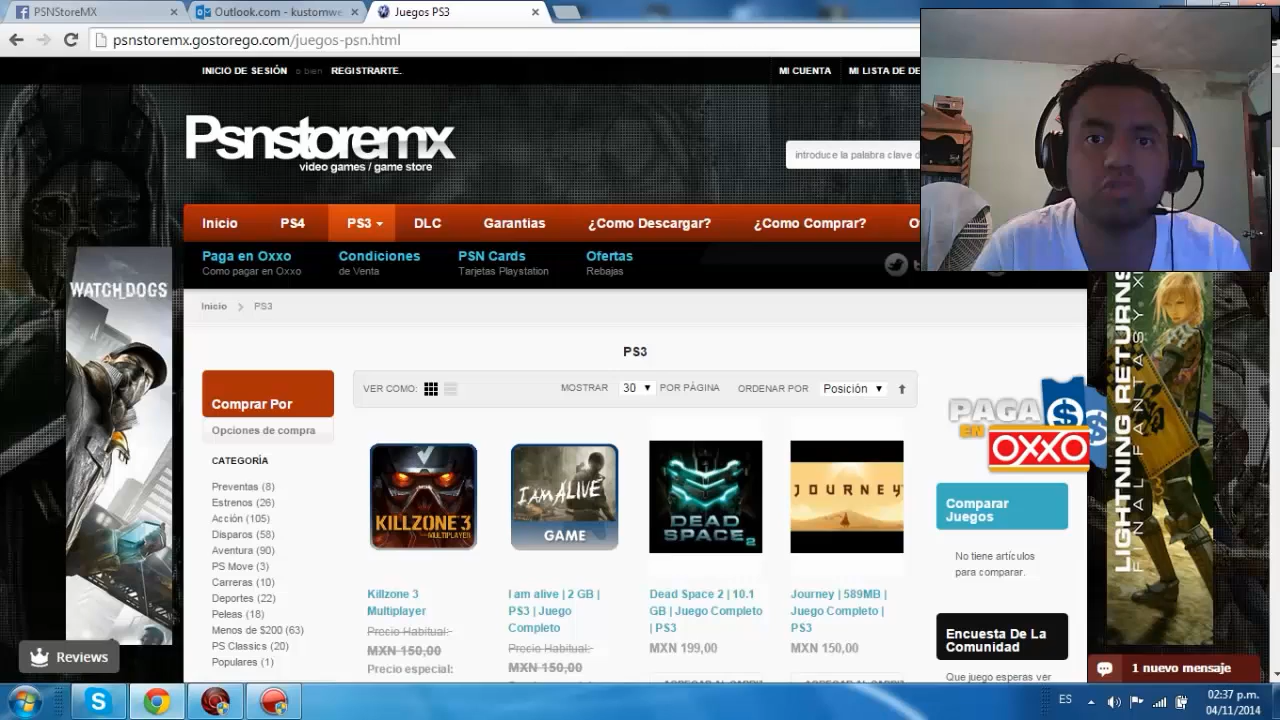 PSNStoreMX
Outlook.com - kustomwe
Juegos PS3
psnstoremx.gostorego.com/juegos-psn.html
INICIO DE SESIÓN o bien REGISTRARTE.
MI CUENTA MI LISTA DE DE
Psnstoremx
video games / game store
introduce la palabra clave d
Inicio PS4 PS3 DLC Garantias ¿Como Descargar? ¿Como Comprar? O
Paga en Oxxo Condiciones PSN Cards Ofertas
Como pagar en Oxxo de Venta Tarjetas Playstation Rebajas
Inicio PS3
WATCH_DOGS
PS3
VER COMO: MOSTRAR 30 POR PÁGINA ORDENAR POR Posición
Comprar Por
Opciones de compra
CATEGORÍA
Preventas (8)
Estrenos (26)
Acción (105)
Disparos (58)
Aventura (90)
PS Move (3)
Carreras (10)
Deportes (22)
Peleas (18)
Menos de $200 (63)
PS Classics (20)
Populares (1)
KILLZONE 3
MULTIPLAYER
I AM ALIVE
GAME
DEAD
SPACE 2
JOURNEY
Killzone 3
Multiplayer
Precio Habitual:
MXN 150,00
Precio especial:
I am alive | 2 GB |
PS3 | Juego
Completo
Precio Habitual:
MXN 150,00
Dead Space 2 | 10.1
GB | Juego Completo
| PS3
MXN 199,00
Journey | 589MB |
Juego Completo |
PS3
MXN 150,00
PAGA
EN
OXXO
Comparar
Juegos
No tiene artículos
para comparar.
Encuesta De La
Comunidad
Que juego esperas ver
LIGHTNING RETURNS
FINAL FANTASY XI
Reviews
1 nuevo mensaje
ES
02:37 p.m.
04/11/2014